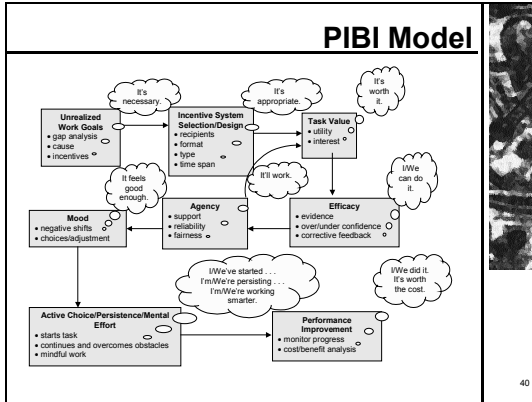 PIBI Model
It's
necessary.
It's
appropriate.
It's
worth
it.
Unrealized
Work Goals
• gap analysis
• cause
• incentives
Incentive System
Selection/Design
• recipients
• format
• type
• time span
Task Value
• utility
• interest
It feels
good
enough.
It'll work.
I/We
can do
it.
Mood
• negative shifts
• choices/adjustment
Agency
• support
• reliability
• fairness
Efficacy
• evidence
• over/under confidence
• corrective feedback
I/We've started . . .
I'm/We're persisting . . .
I'm/We're working
smarter.
I/We did it.
It's worth
the cost.
Active Choice/Persistence/Mental
Effort
• starts task
• continues and overcomes obstacles
• mindful work
Performance
Improvement
• monitor progress
• cost/benefit analysis
40